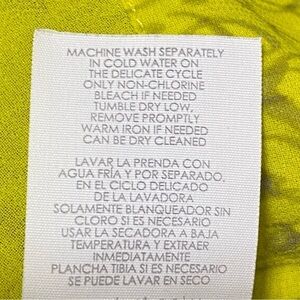 MACHINE WASH SEPARATELY
IN COLD WATER ON
THE DELICATE CYCLE
ONLY NON-CHLORINE
BLEACH IF NEEDED
TUMBLE DRY LOW,
REMOVE PROMPTLY
WARM IRON IF NEEDED
CAN BE DRY CLEANED
LAVAR LA PRENDA CON
AGUA FRÍA Y POR SEPARADO,
EN EL CICLO DELICADO
DE LA LAVADORA
SOLAMENTE BLANQUEADOR SIN
CLORO SI ES NECESARIO
USAR LA SECADORA A BAJA
TEMPERATURA Y EXTRAER
INMEDIATAMENTE
PLANCHA TIBIA SI ES NECESARIO
SE PUEDE LAVAR EN SECO